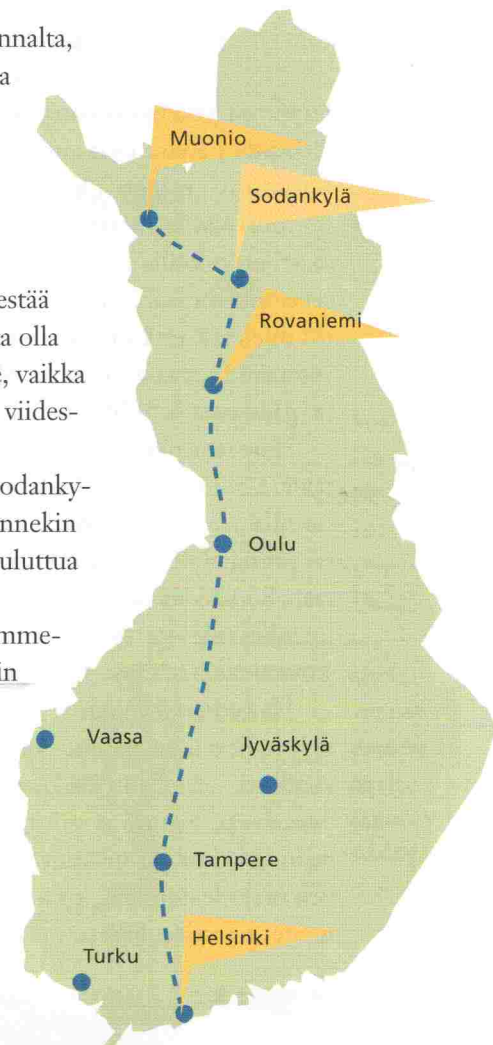 nnalta,
a
Muonio
Sodankylä
estää
a olla
Rovaniemi
e, vaikka
viides-
odanky-
nnekin
Oulu
uluttua
mme-
in
Vaasa
Jyväskylä
Tampere
Helsinki
Turku